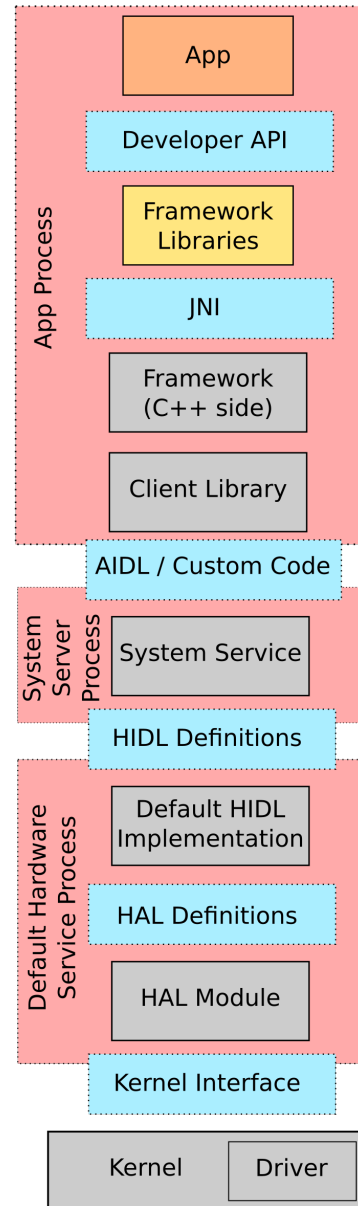 App
Developer API
Framework
Libraries
App Process
JNI
Framework
(C++ side)
Client Library
AIDL / Custom Code
System
Server
Process
System Service
HIDL Definitions
Default HIDL
Implementation
Default Hardware
Service Process
HAL Definitions
HAL Module
Kernel Interface
Kernel
Driver